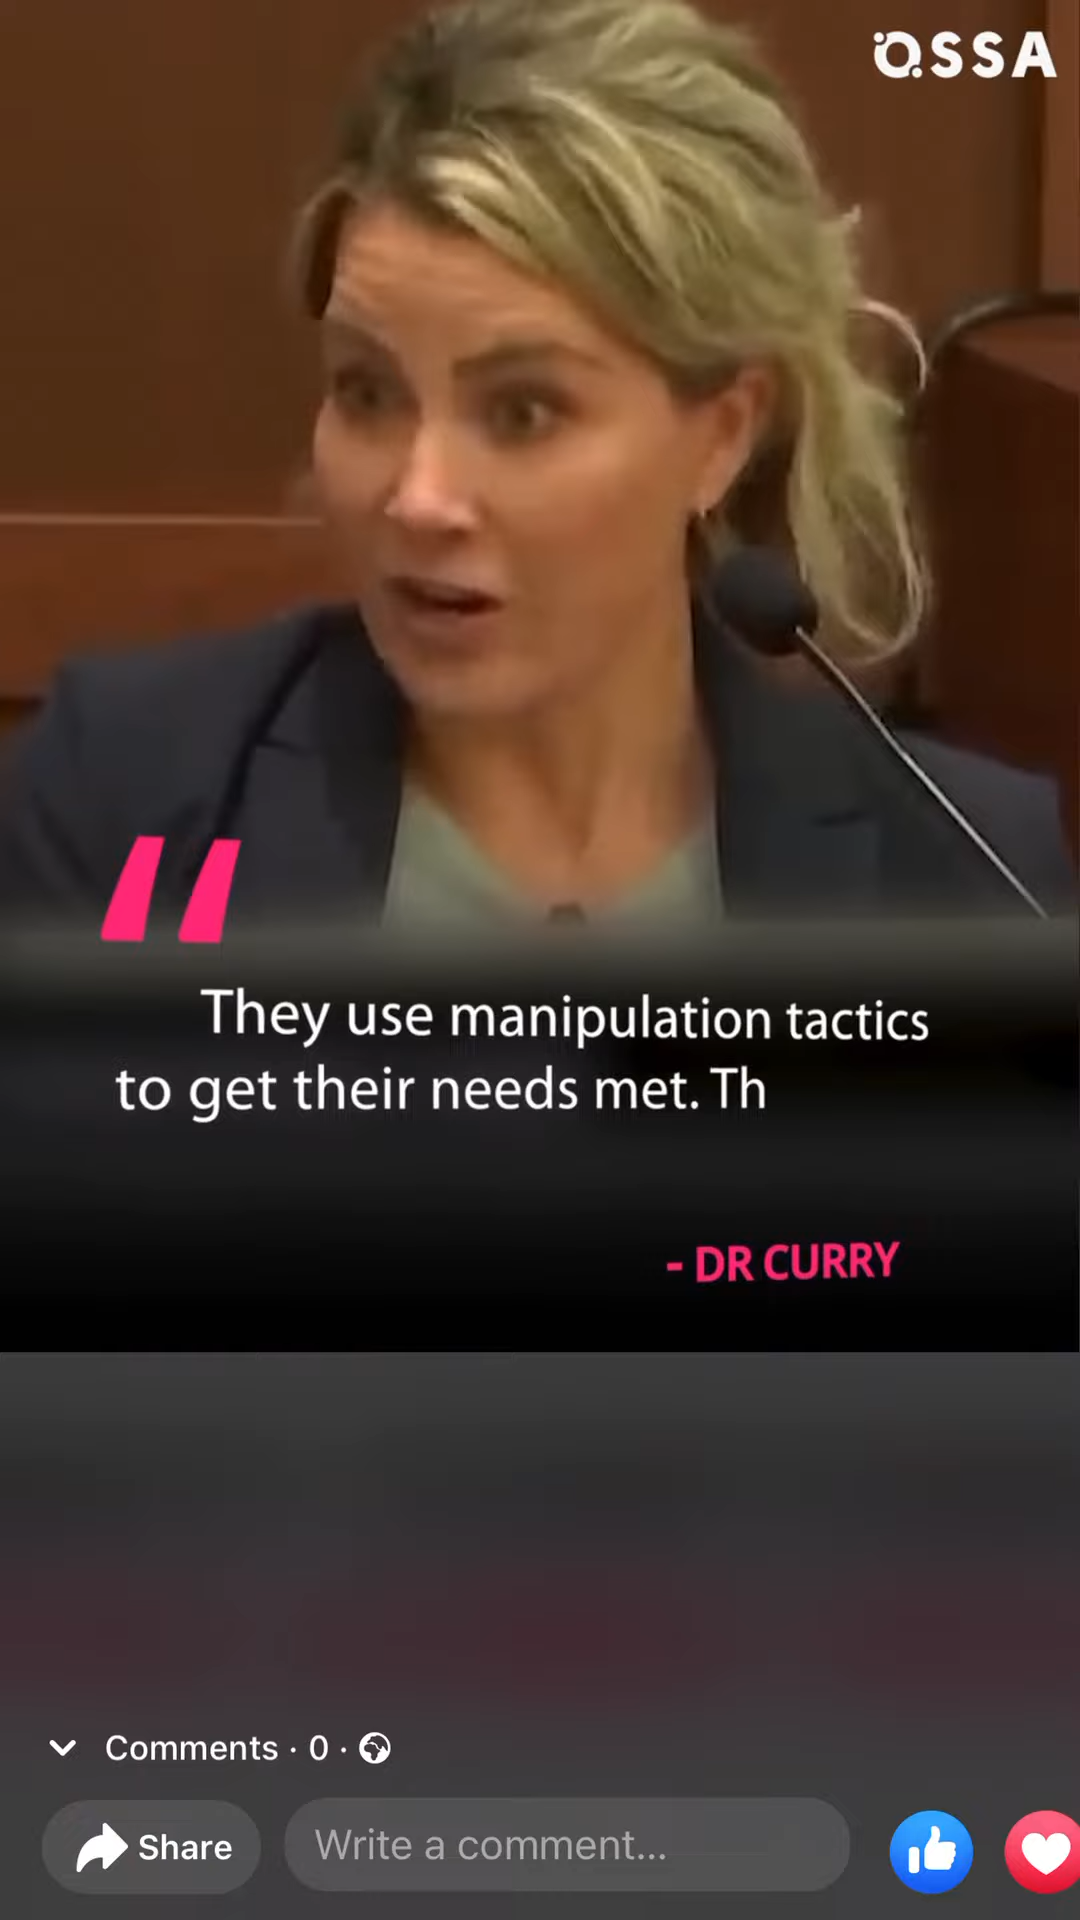 OSSA
“
They use manipulation tactics
to get their needs met. Th
- DR CURRY
Comments · 0 ·
Share
Write a comment...